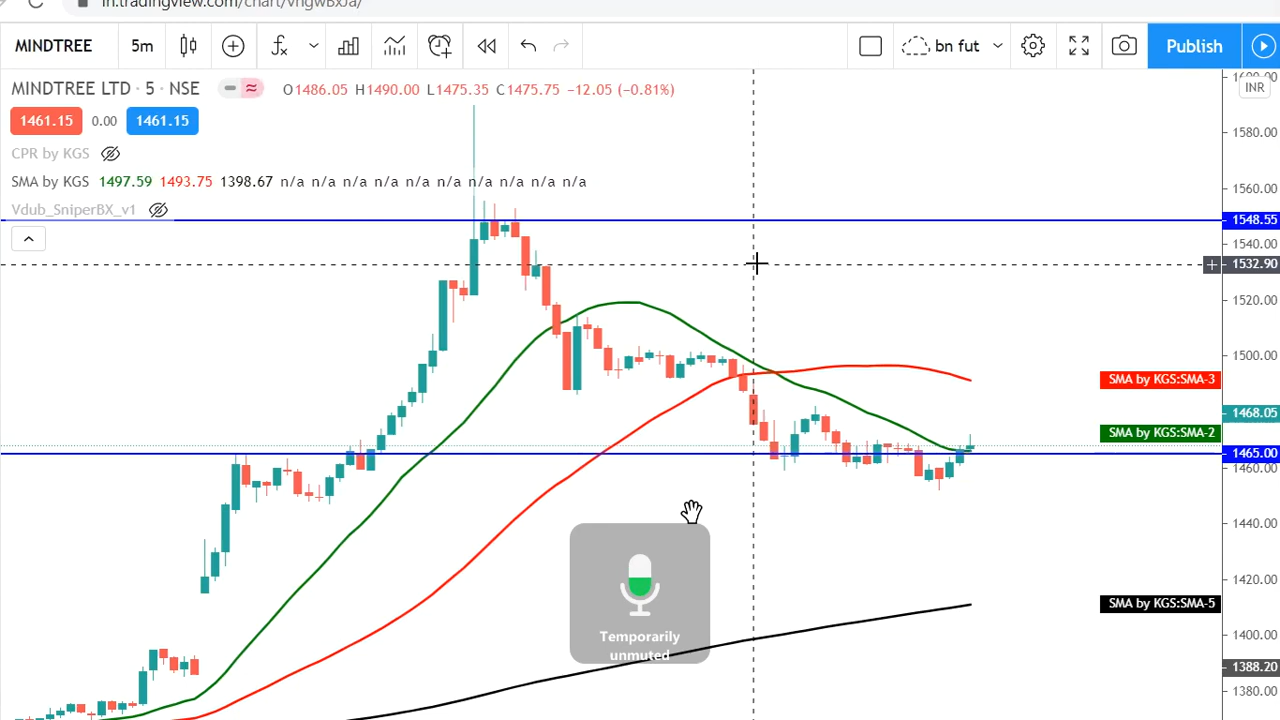 in.tradingview.com/chart/vhgwBxJa/
MINDTREE 5m bn fut Publish
MINDTREE LTD · 5 · NSE O1486.05 H1490.00 L1475.35 C1475.75 −12.05 (−0.81%)
INR
1461.15 0.00 1461.15
CPR by KGS
SMA by KGS 1497.59 1493.75 1398.67 n/a n/a n/a n/a n/a n/a n/a n/a n/a n/a
Vdub_SniperBX_v1
1600.00
1580.00
1560.00
1548.55
1540.00
1532.90
1520.00
1500.00
SMA by KGS:SMA-3
1468.05
SMA by KGS:SMA-2
1465.00
1460.00
1440.00
1420.00
SMA by KGS:SMA-5
1400.00
1388.20
1380.00
Temporarily
unmuted